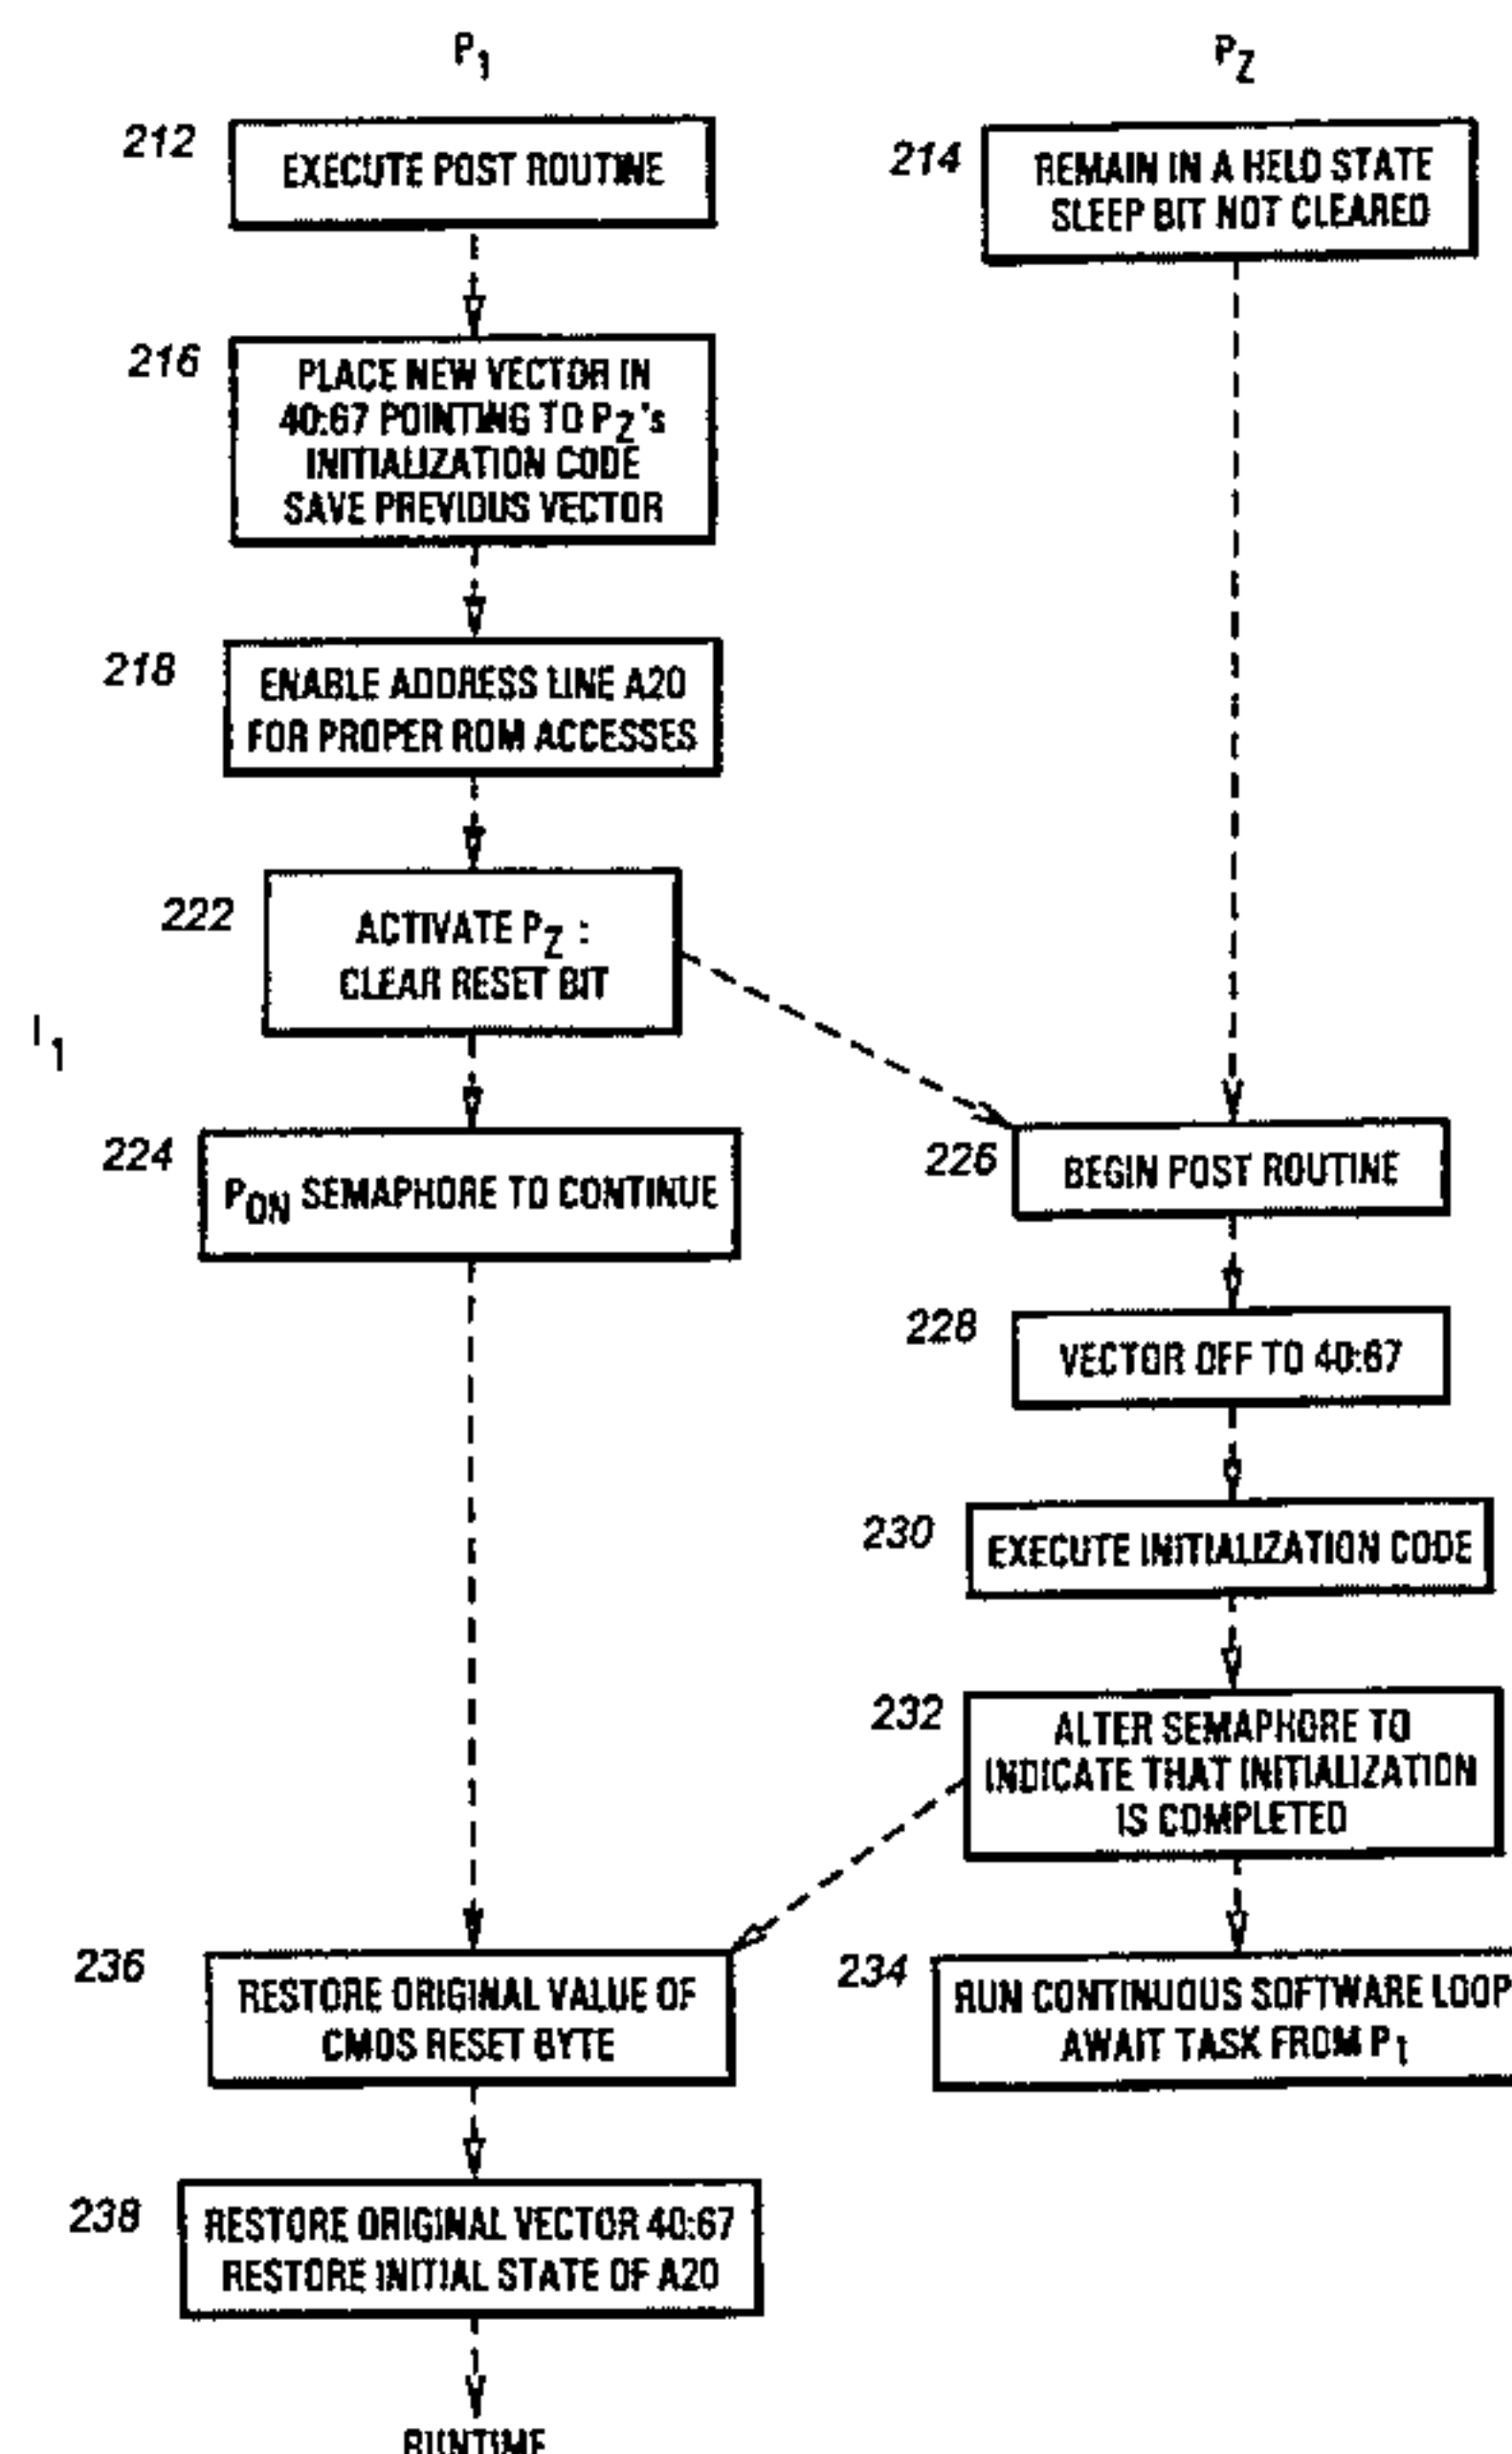 P1
PZ
212
EXECUTE POST ROUTINE
214
REMAIN IN A HELD STATE
SLEEP BIT NOT CLEARED
216
PLACE NEW VECTOR IN
40:67 POINTING TO P2's
INITIALIZATION CODE
SAVE PREVIOUS VECTOR
218
ENABLE ADDRESS LINE A20
FOR PROPER ROM ACCESSES
222
ACTIVATE PZ :
CLEAR RESET BIT
I1
224
PON SEMAPHORE TO CONTINUE
226
BEGIN POST ROUTINE
228
VECTOR OFF TO 40:67
230
EXECUTE INITIALIZATION CODE
232
ALTER SEMAPHORE TO
INDICATE THAT INITIALIZATION
IS COMPLETED
236
RESTORE ORIGINAL VALUE OF
CMOS RESET BYTE
234
RUN CONTINUOUS SOFTWARE LOOP
AWAIT TASK FROM P1
238
RESTORE ORIGINAL VECTOR 40:67
RESTORE INITIAL STATE OF A20
RUNTIME